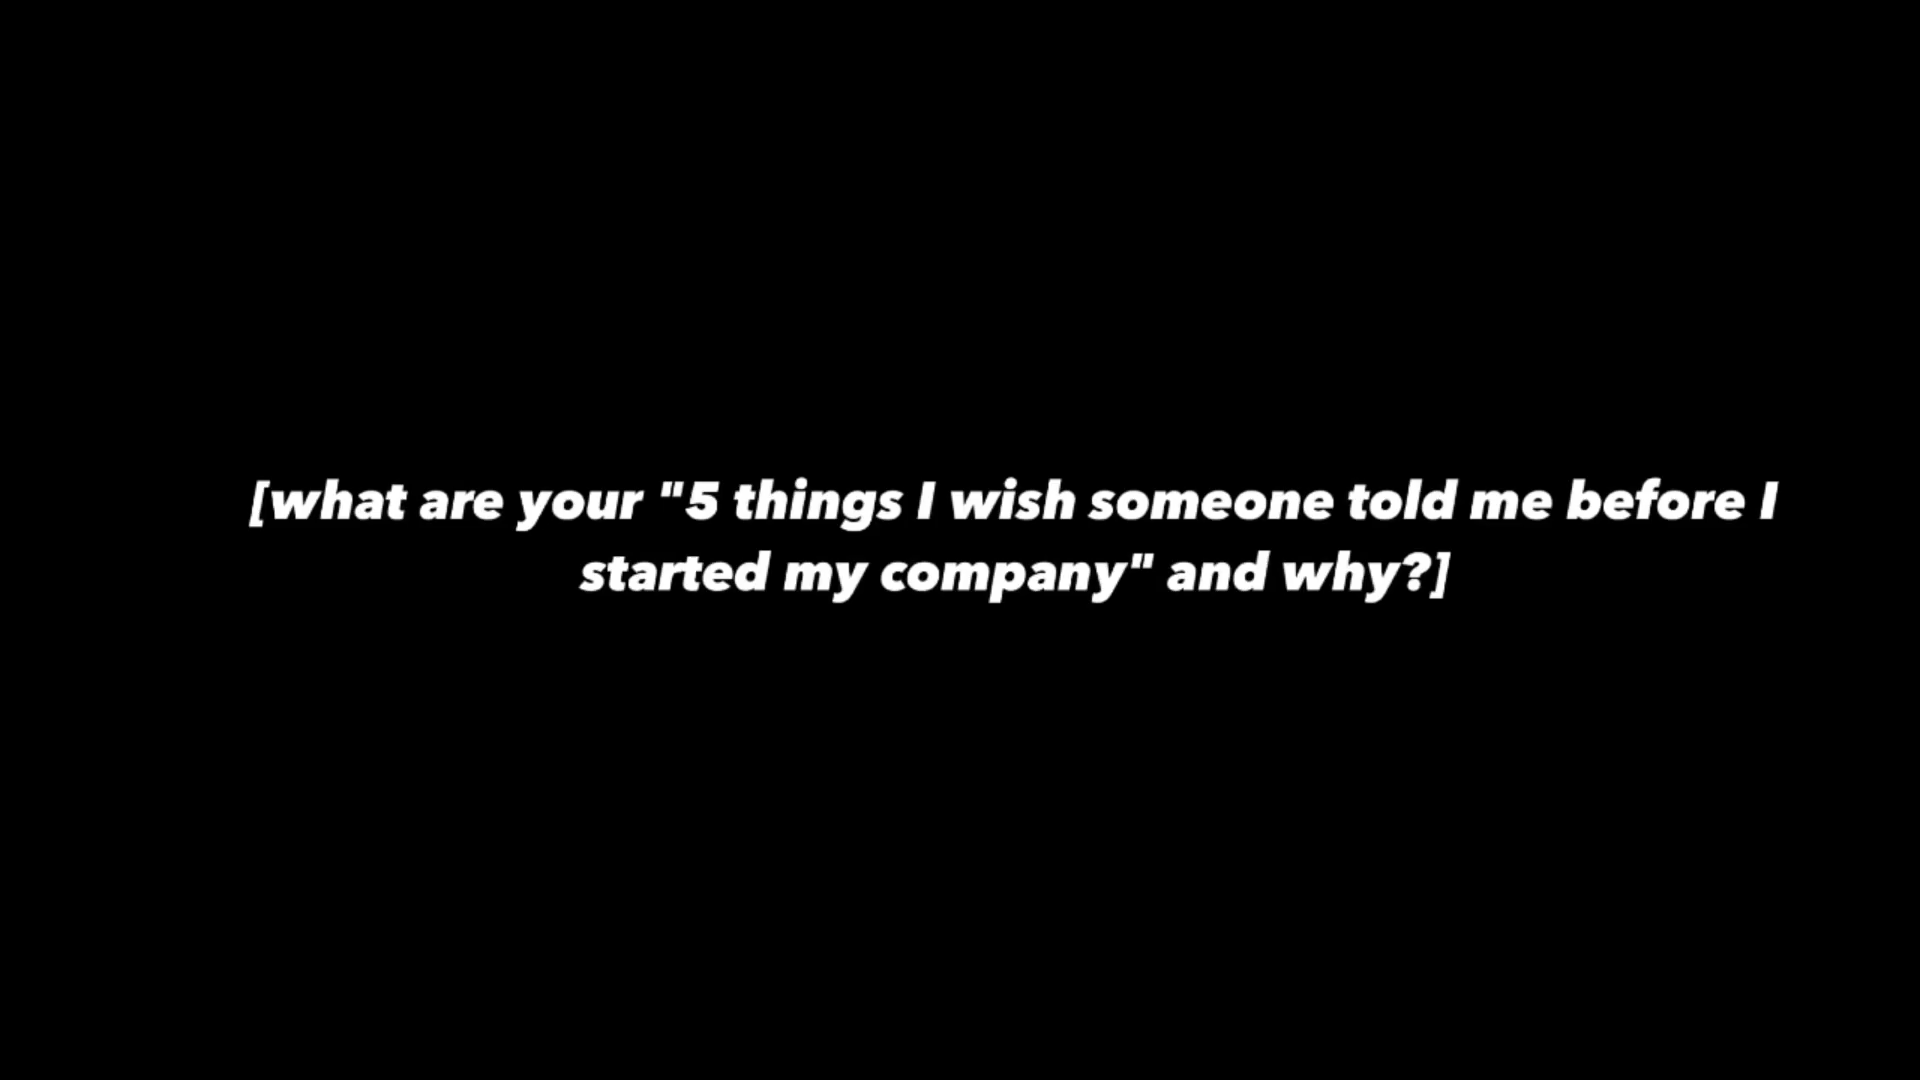 [what are your "5 things I wish someone told me before I
started my company" and why?]